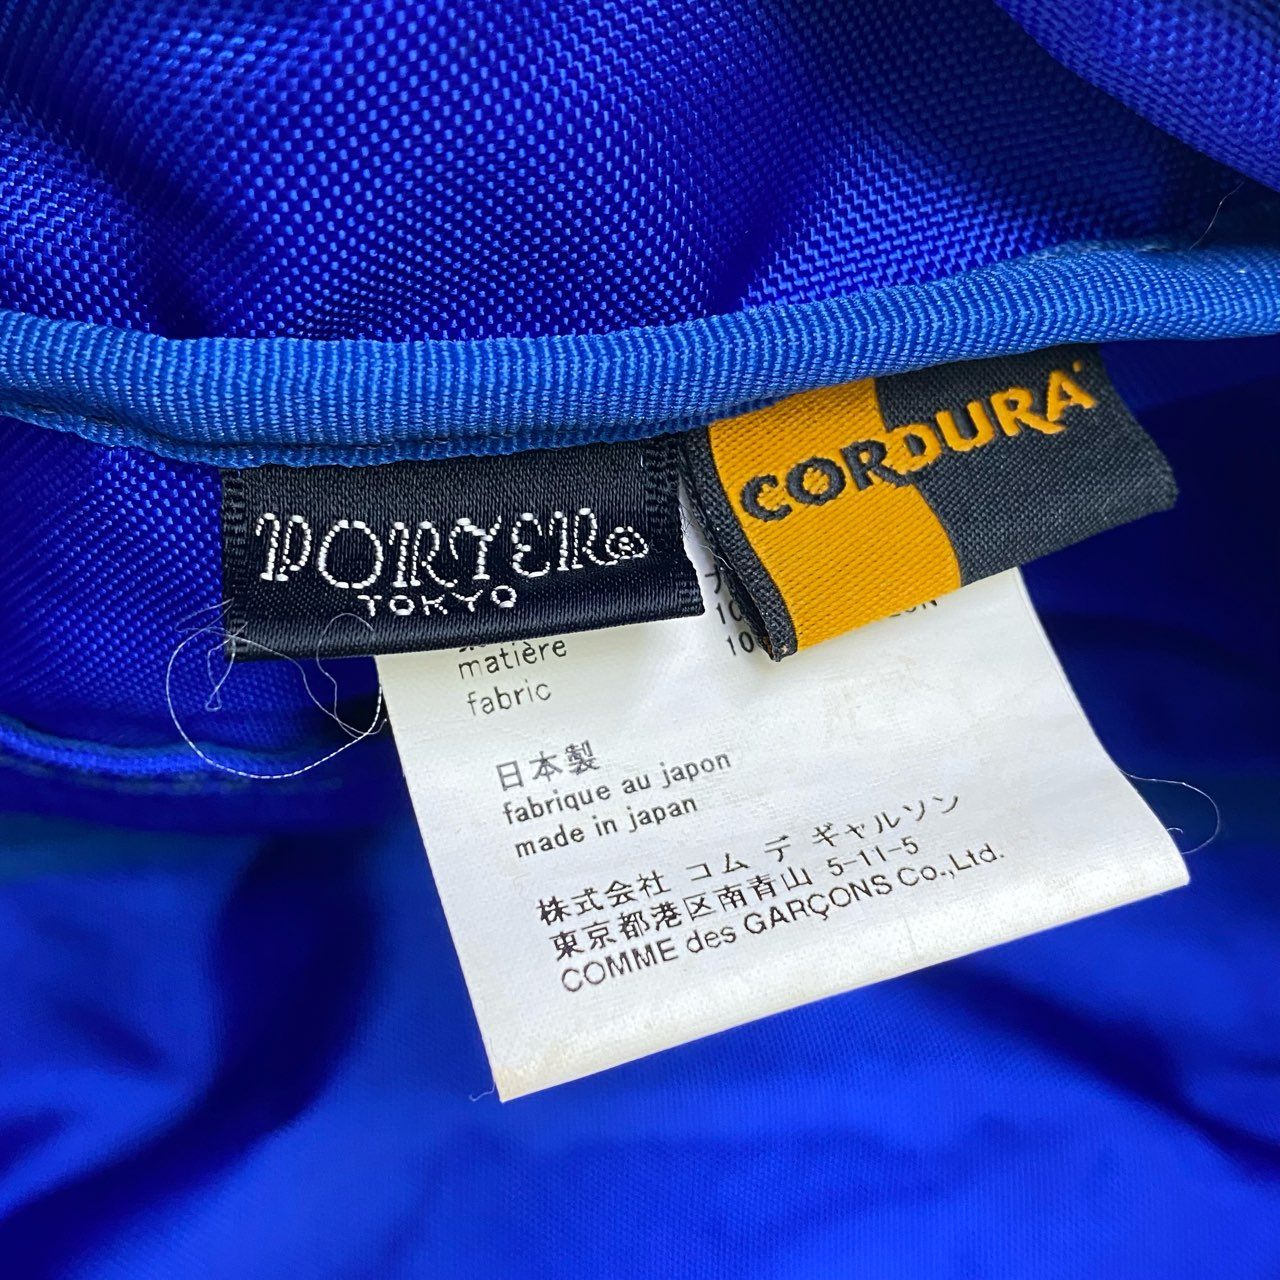 PORTER®
TOKYO
CORDURA
matière
fabric
日本製
fabrique au japon
made in japan
株式会社 コム デ ギャルソン
東京都港区南青山 5-11-5
COMME des GARÇONS Co.,Ltd.